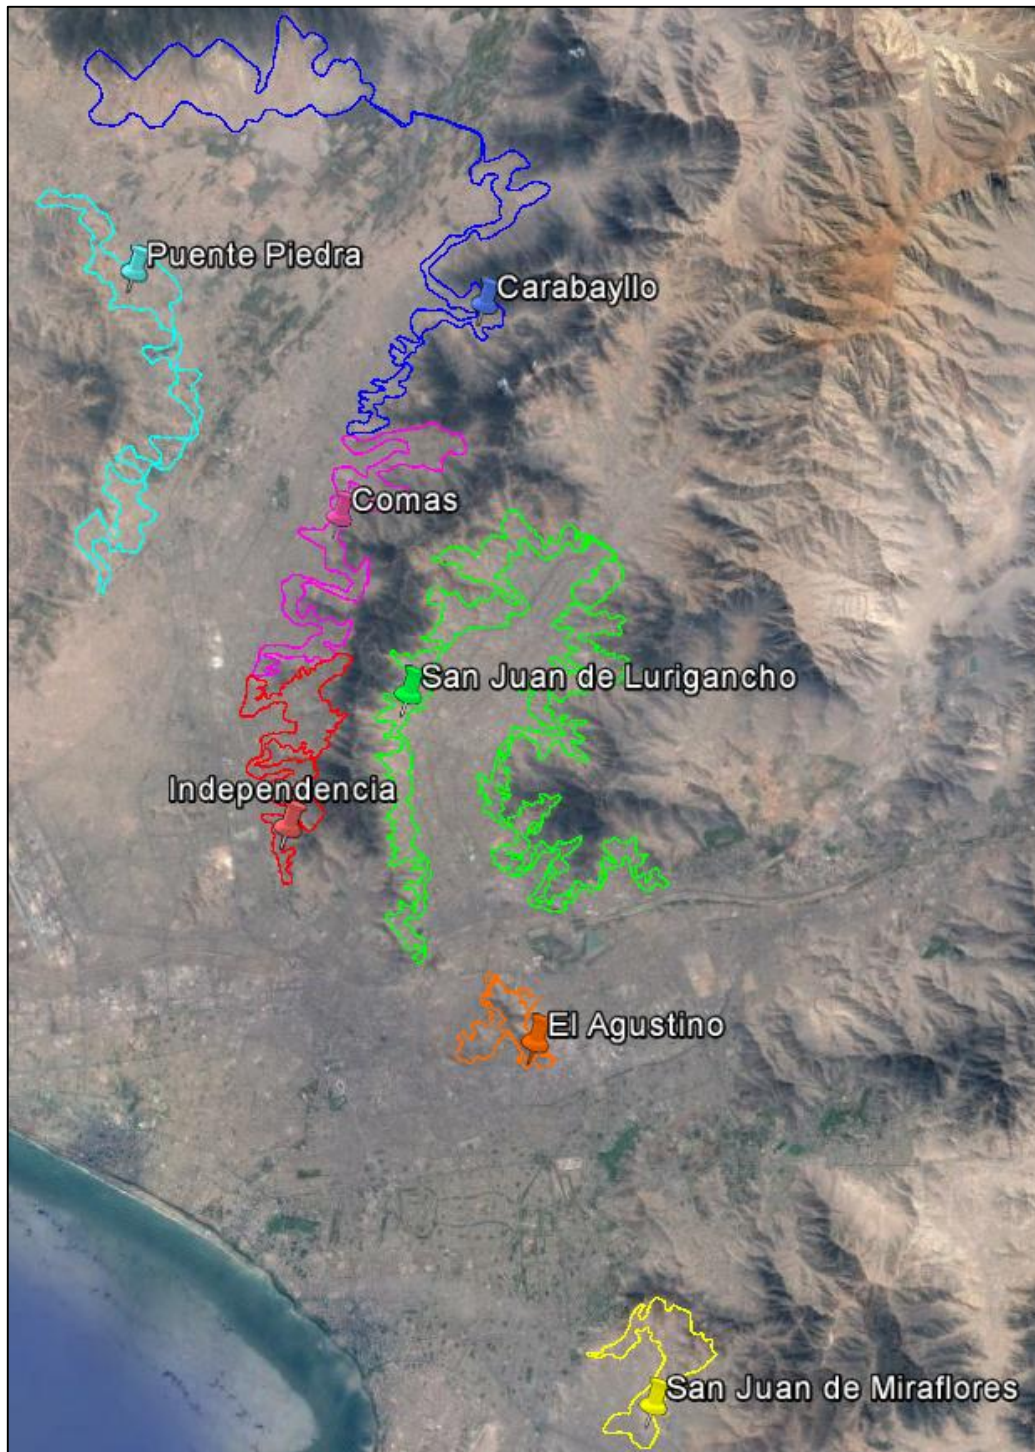 Puente Piedra
Carabayllo
Comas
San Juan de Lurigancho
Independencia
El Agustino
San Juan de Miraflores